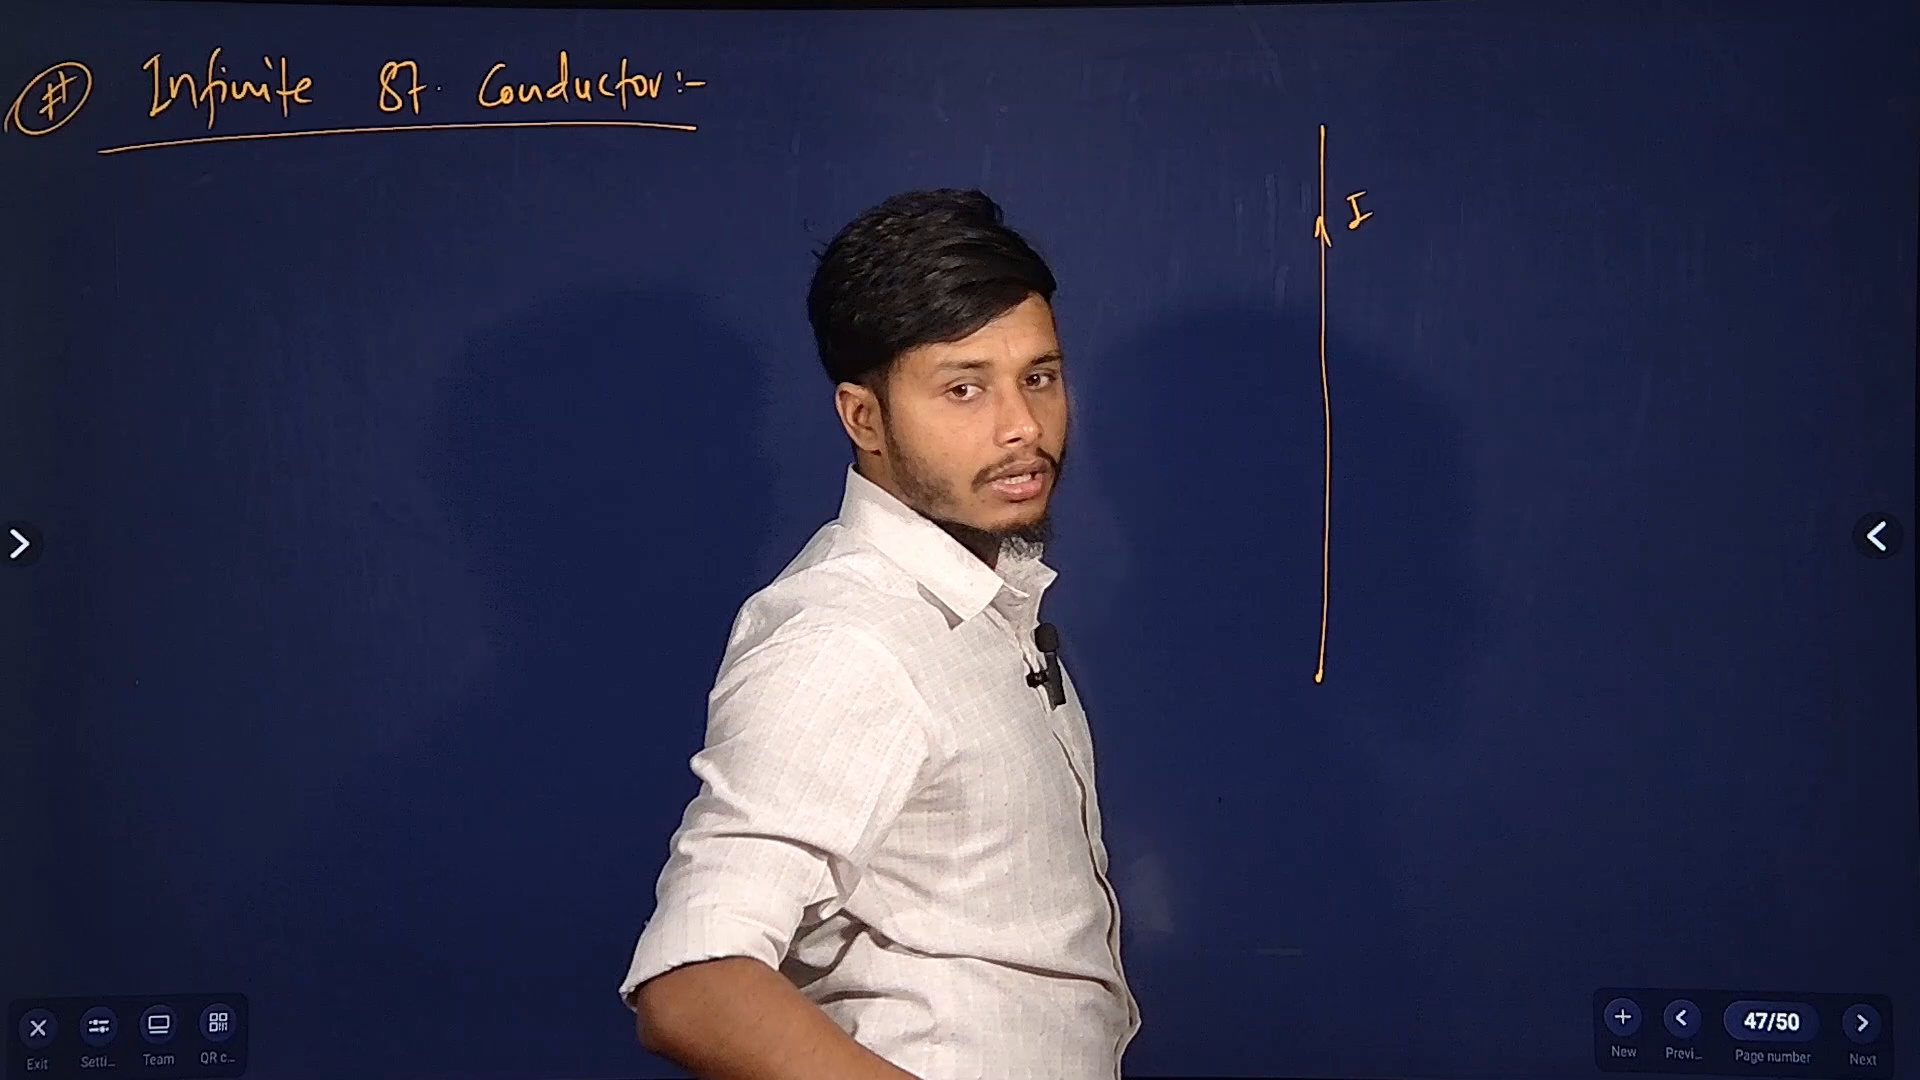 # Infinite St. Conductor:-
I
Exit
Setti...
Team
QR c...
New
Previ...
47/50
Page number
Next